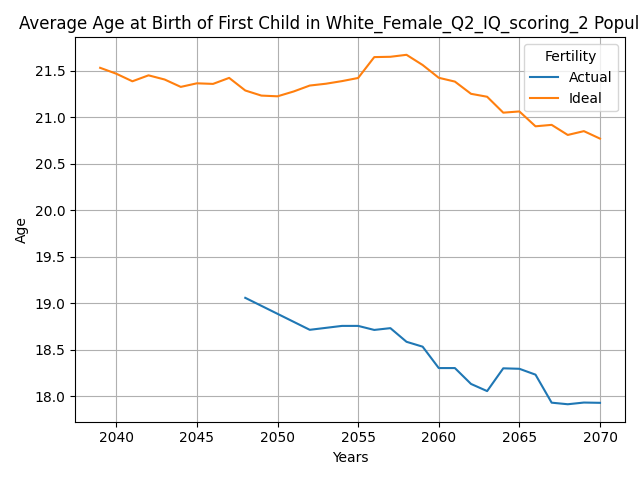 Average Age at Birth of First Child in White_Female_Q2_IQ_scoring_2 Popul
Fertility
Actual
Ideal
21.5
21.0
20.5
20.0
19.5
19.0
18.5
18.0
Age
2040 2045 2050 2055 2060 2065 2070
Years